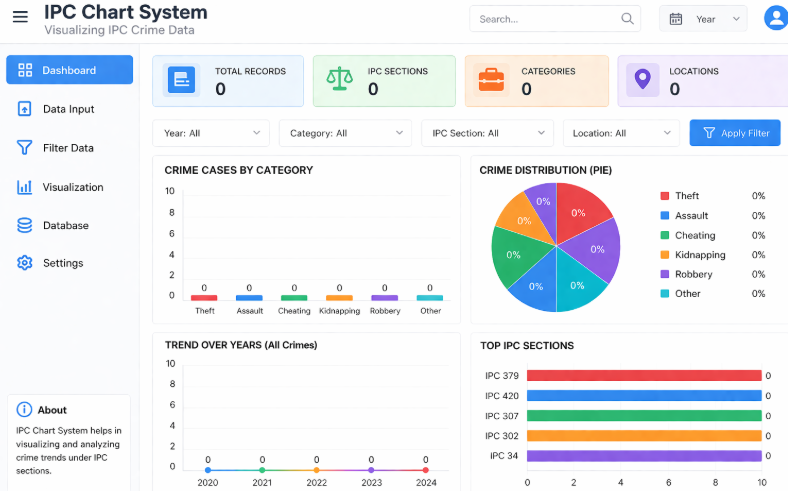 IPC Chart System
Visualizing IPC Crime Data
Search...
Year
Dashboard
Data Input
Filter Data
Visualization
Database
Settings
About
IPC Chart System helps in
visualizing and analyzing
crime trends under IPC
sections.
TOTAL RECORDS
0
IPC SECTIONS
0
CATEGORIES
0
LOCATIONS
0
Year: All
Category: All
IPC Section: All
Location: All
Apply Filter
CRIME CASES BY CATEGORY
10
8
6
4
2
0
0 0 0 0 0 0
Theft Assault Cheating Kidnapping Robbery Other
CRIME DISTRIBUTION (PIE)
0%
0%
0%
0%
0%
0%
0%
Theft 0%
Assault 0%
Cheating 0%
Kidnapping 0%
Robbery 0%
Other 0%
TREND OVER YEARS (All Crimes)
10
8
6
4
2
0
0 0 0 0 0
2020 2021 2022 2023 2024
TOP IPC SECTIONS
IPC 379 0
IPC 420 0
IPC 307 0
IPC 302 0
IPC 34 0
0 2 4 6 8 10